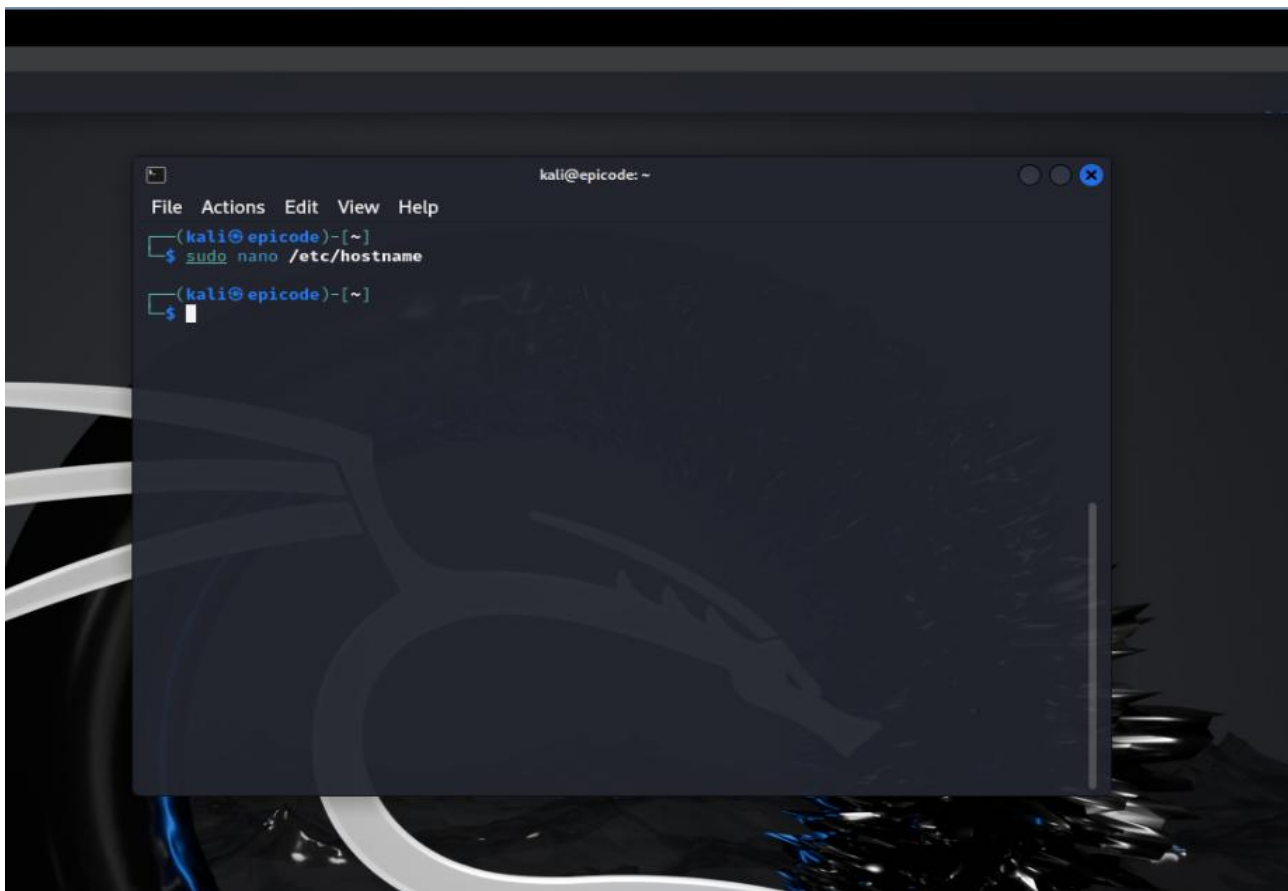 kali@epicode: ~
File Actions Edit View Help
┌──(kali㉿epicode)-[~]
└─$ sudo nano /etc/hostname
┌──(kali㉿epicode)-[~]
└─$